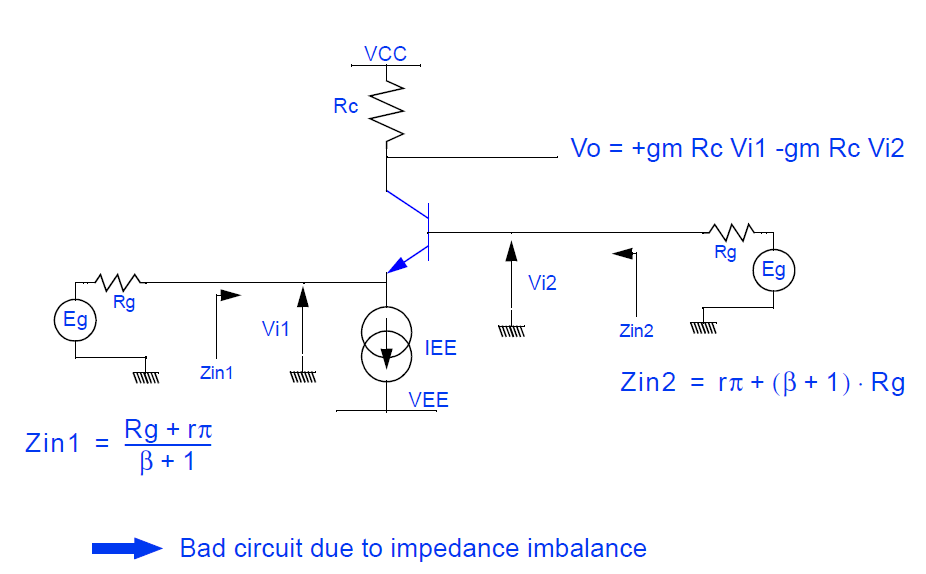 VCC
Rc
Vo = +gm Rc Vi1 -gm Rc Vi2
Rg
Eg
Vi2
Rg
Eg
Vi1
Zin2
IEE
Zin1
Zin2 = rπ + (β + 1) · Rg
VEE
Zin1 = Rg + rπ
β + 1
Bad circuit due to impedance imbalance